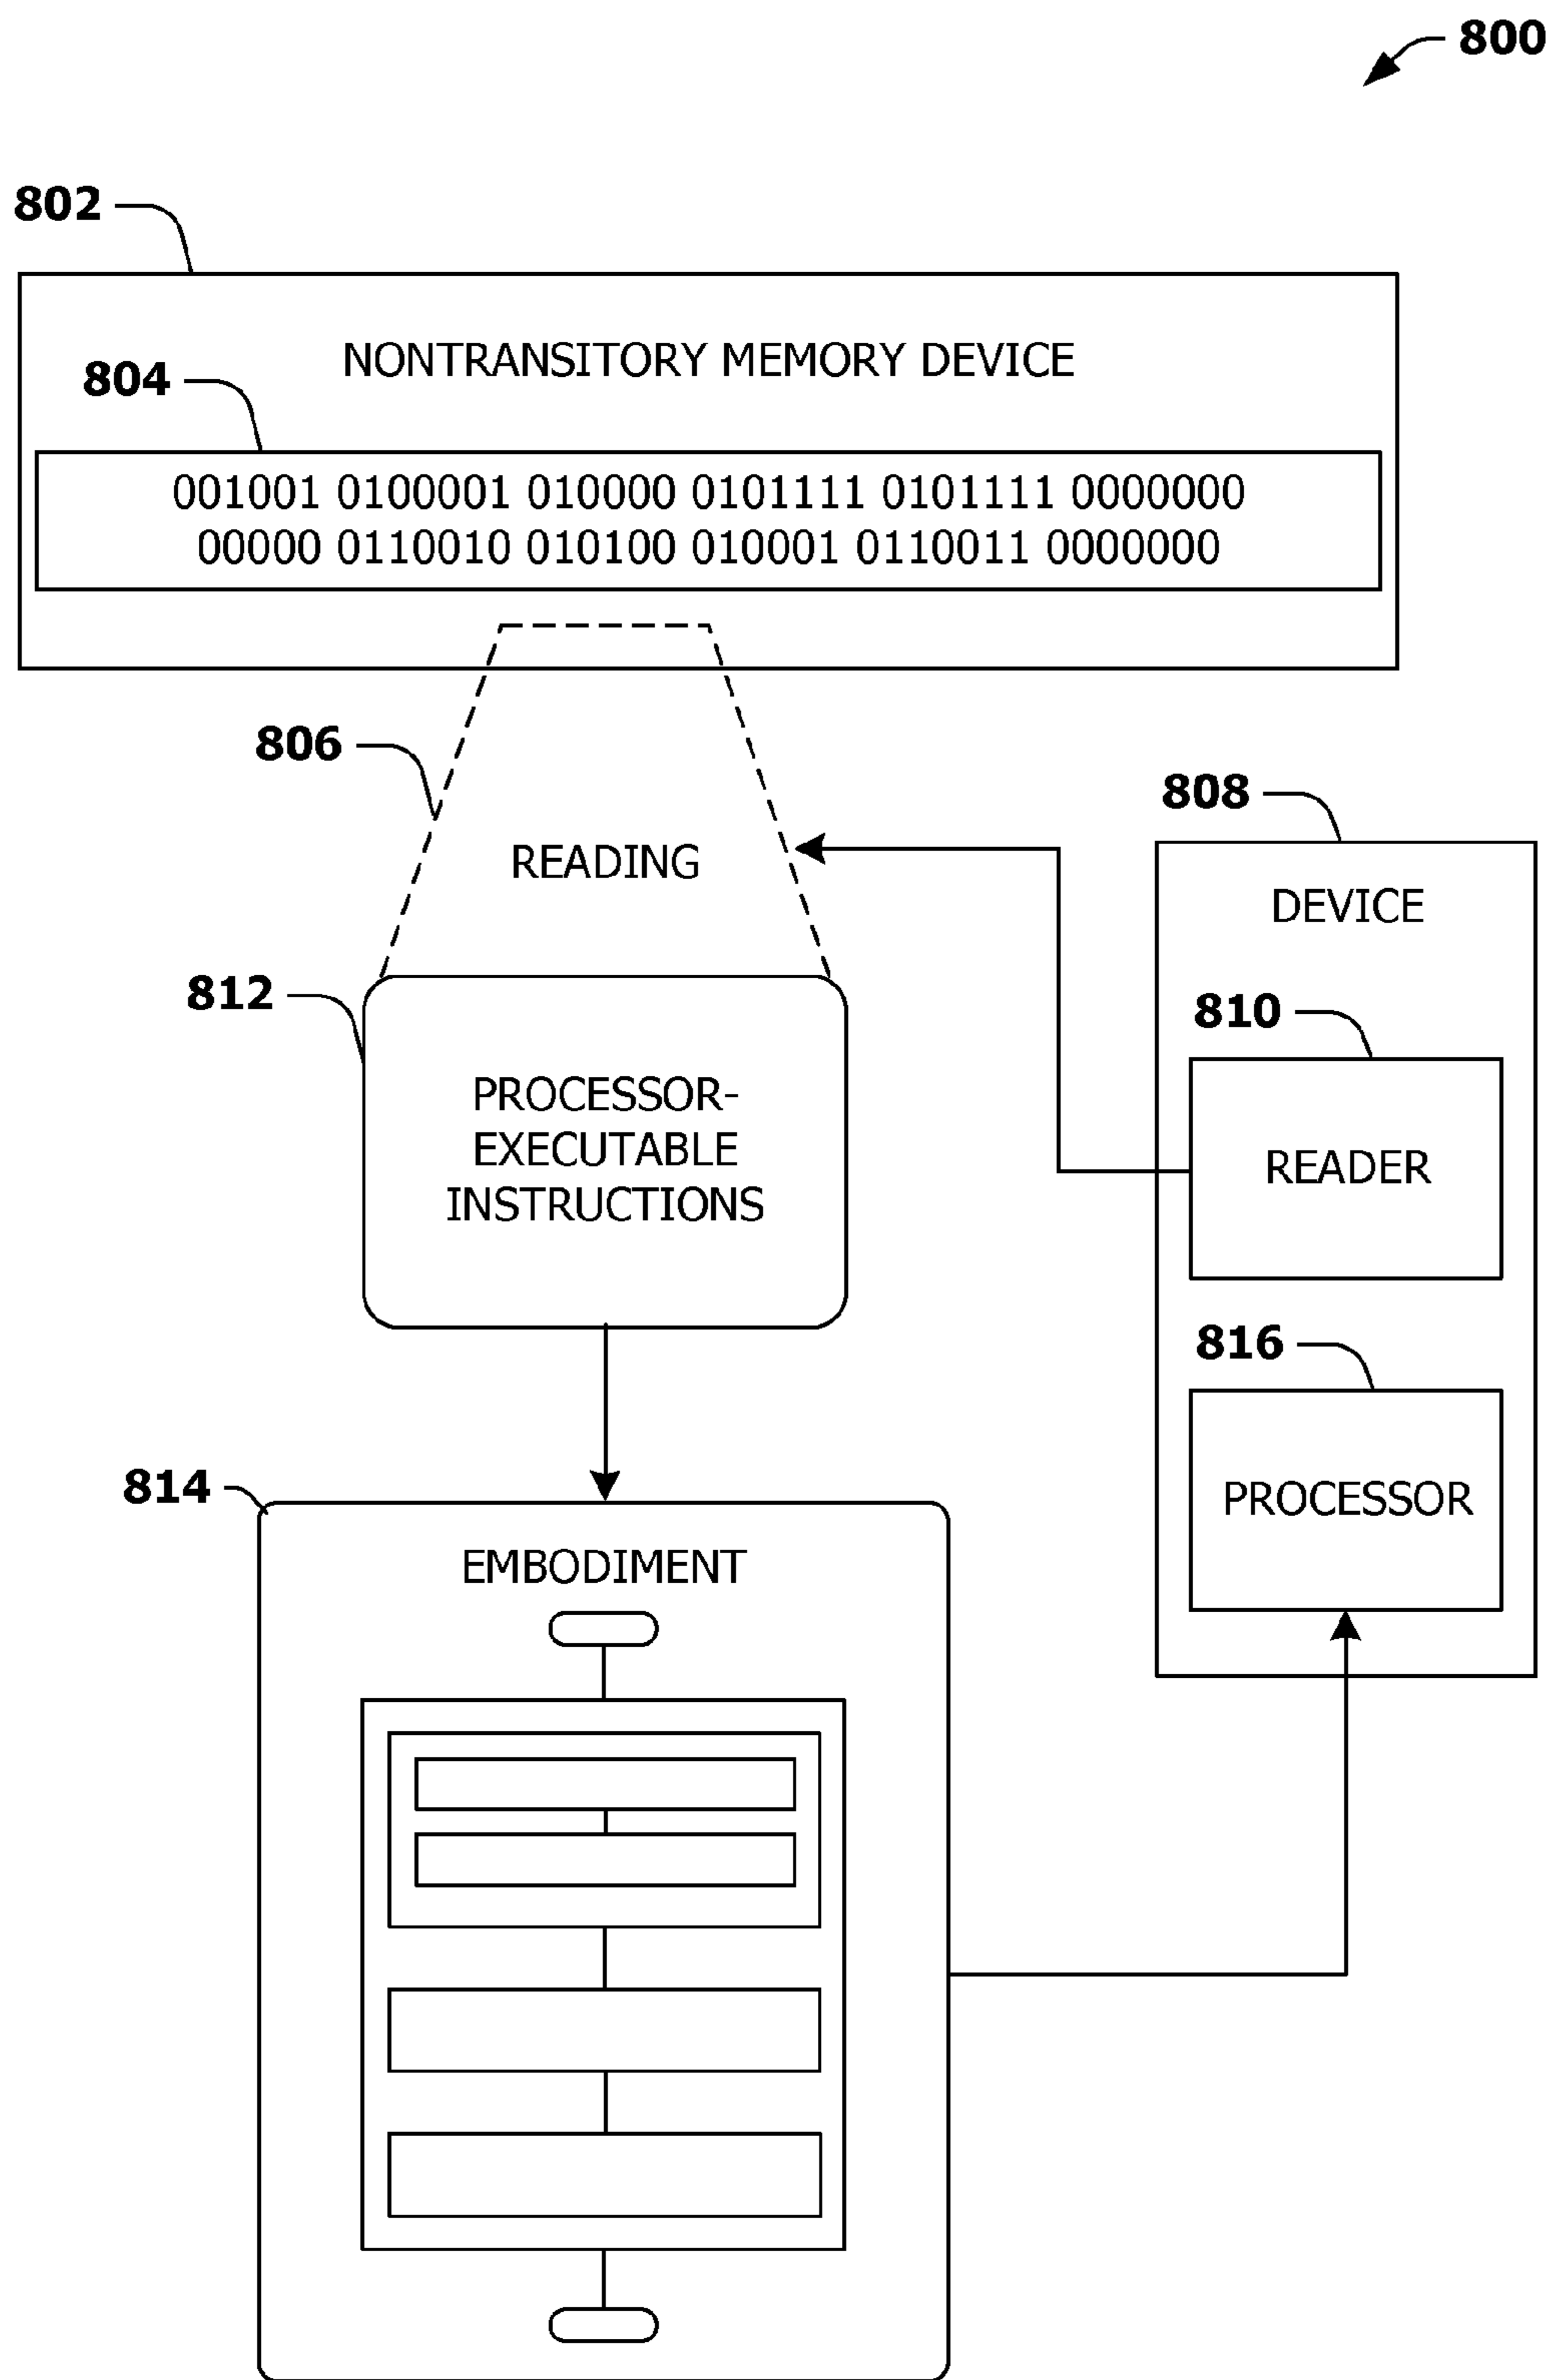 800
802
NONTRANSITORY MEMORY DEVICE
804
001001 0100001 010000 0101111 0101111 0000000
00000 0110010 010100 010001 0110011 0000000
806
READING
808
DEVICE
810
READER
812
PROCESSOR-
EXECUTABLE
INSTRUCTIONS
816
PROCESSOR
814
EMBODIMENT